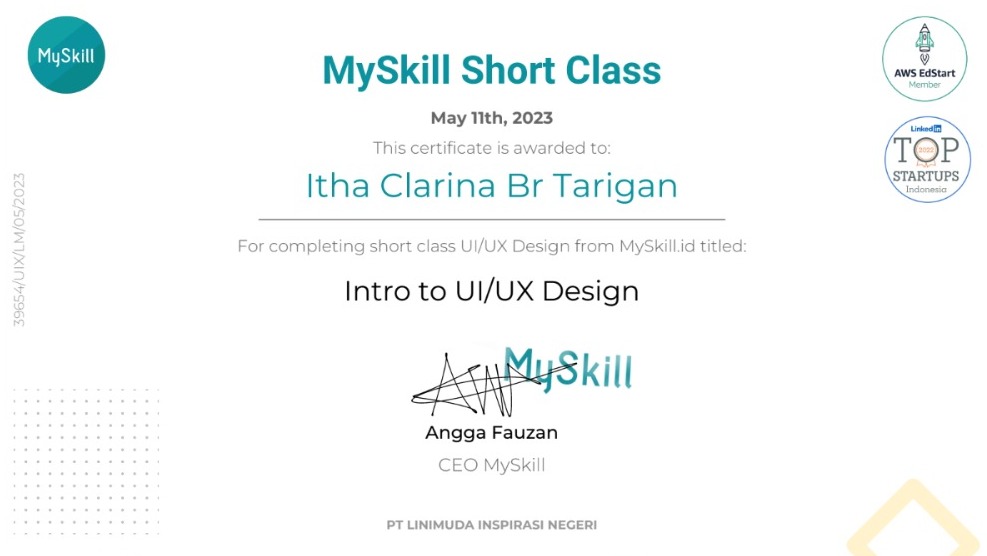 MySkill
MySkill Short Class
AWS EdStart
Member
May 11th, 2023
LinkedIn
TOP
2022
STARTUPS
Indonesia
This certificate is awarded to:
Itha Clarina Br Tarigan
39654/UIX/LM/05/2023
For completing short class UI/UX Design from MySkill.id titled:
Intro to UI/UX Design
MySkill
Angga Fauzan
CEO MySkill
PT LINIMUDA INSPIRASI NEGERI